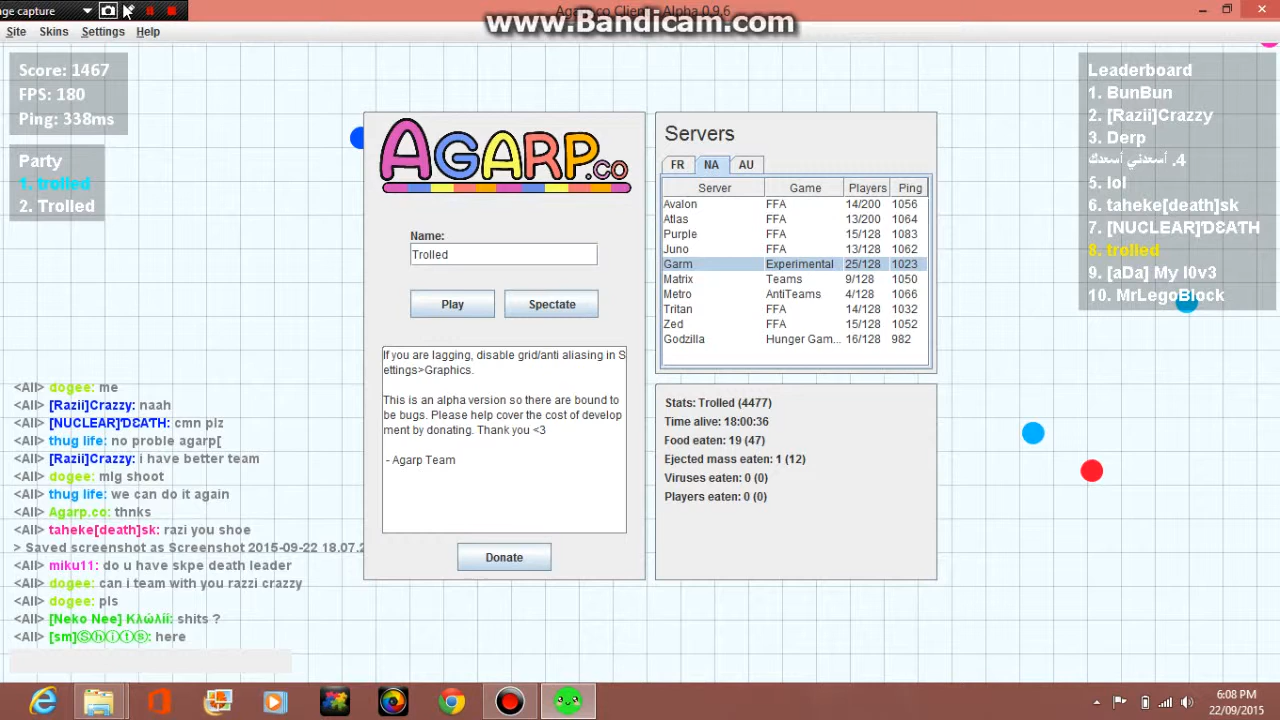 ge capture
Agarp.co Client Alpha 0.9.6
www.Bandicam.com
Site Skins Settings Help
Score: 1467
FPS: 180
Ping: 338ms
Party
1. trolled
2. Trolled
<All> dogee: me
<All> [Razii]Crazzy: naah
<All> [NUCLEAR]ƊƐAƬH: cmn plz
<All> thug life: no proble agarp[
<All> [Razii]Crazzy: i have better team
<All> dogee: mlg shoot
<All> thug life: we can do it again
<All> Agarp.co: thnks
<All> taheke[death]sk: razi you shoe
> Saved screenshot as Screenshot 2015-09-22 18.07.2
<All> miku11: do u have skpe death leader
<All> dogee: can i team with you razzi crazzy
<All> dogee: pls
<All> [Neko Nee] Κλώλii: shits ?
<All> [sm]Ⓢⓗⓘⓣⓢ: here
AGARP.co
Name:
Trolled
Play Spectate
If you are lagging, disable grid/anti aliasing in S
ettings>Graphics.
This is an alpha version so there are bound to
be bugs. Please help cover the cost of develop
ment by donating. Thank you <3
- Agarp Team
Donate
Servers
FR NA AU
Server Game Players Ping
Avalon FFA 14/200 1056
Atlas FFA 13/200 1064
Purple FFA 15/128 1083
Juno FFA 13/128 1062
Garm Experimental 25/128 1023
Matrix Teams 9/128 1050
Metro AntiTeams 4/128 1066
Tritan FFA 14/128 1032
Zed FFA 15/128 1052
Godzilla Hunger Gam... 16/128 982
Stats: Trolled (4477)
Time alive: 18:00:36
Food eaten: 19 (47)
Ejected mass eaten: 1 (12)
Viruses eaten: 0 (0)
Players eaten: 0 (0)
Leaderboard
1. BunBun
2. [Razii]Crazzy
3. Derp
4. أسعدني أسعدك
5. lol
6. taheke[death]sk
7. [NUCLEAR]ƊƐAƬH
8. trolled
9. [aDa] My l0v3
10. MrLegoBlock
6:08 PM
22/09/2015